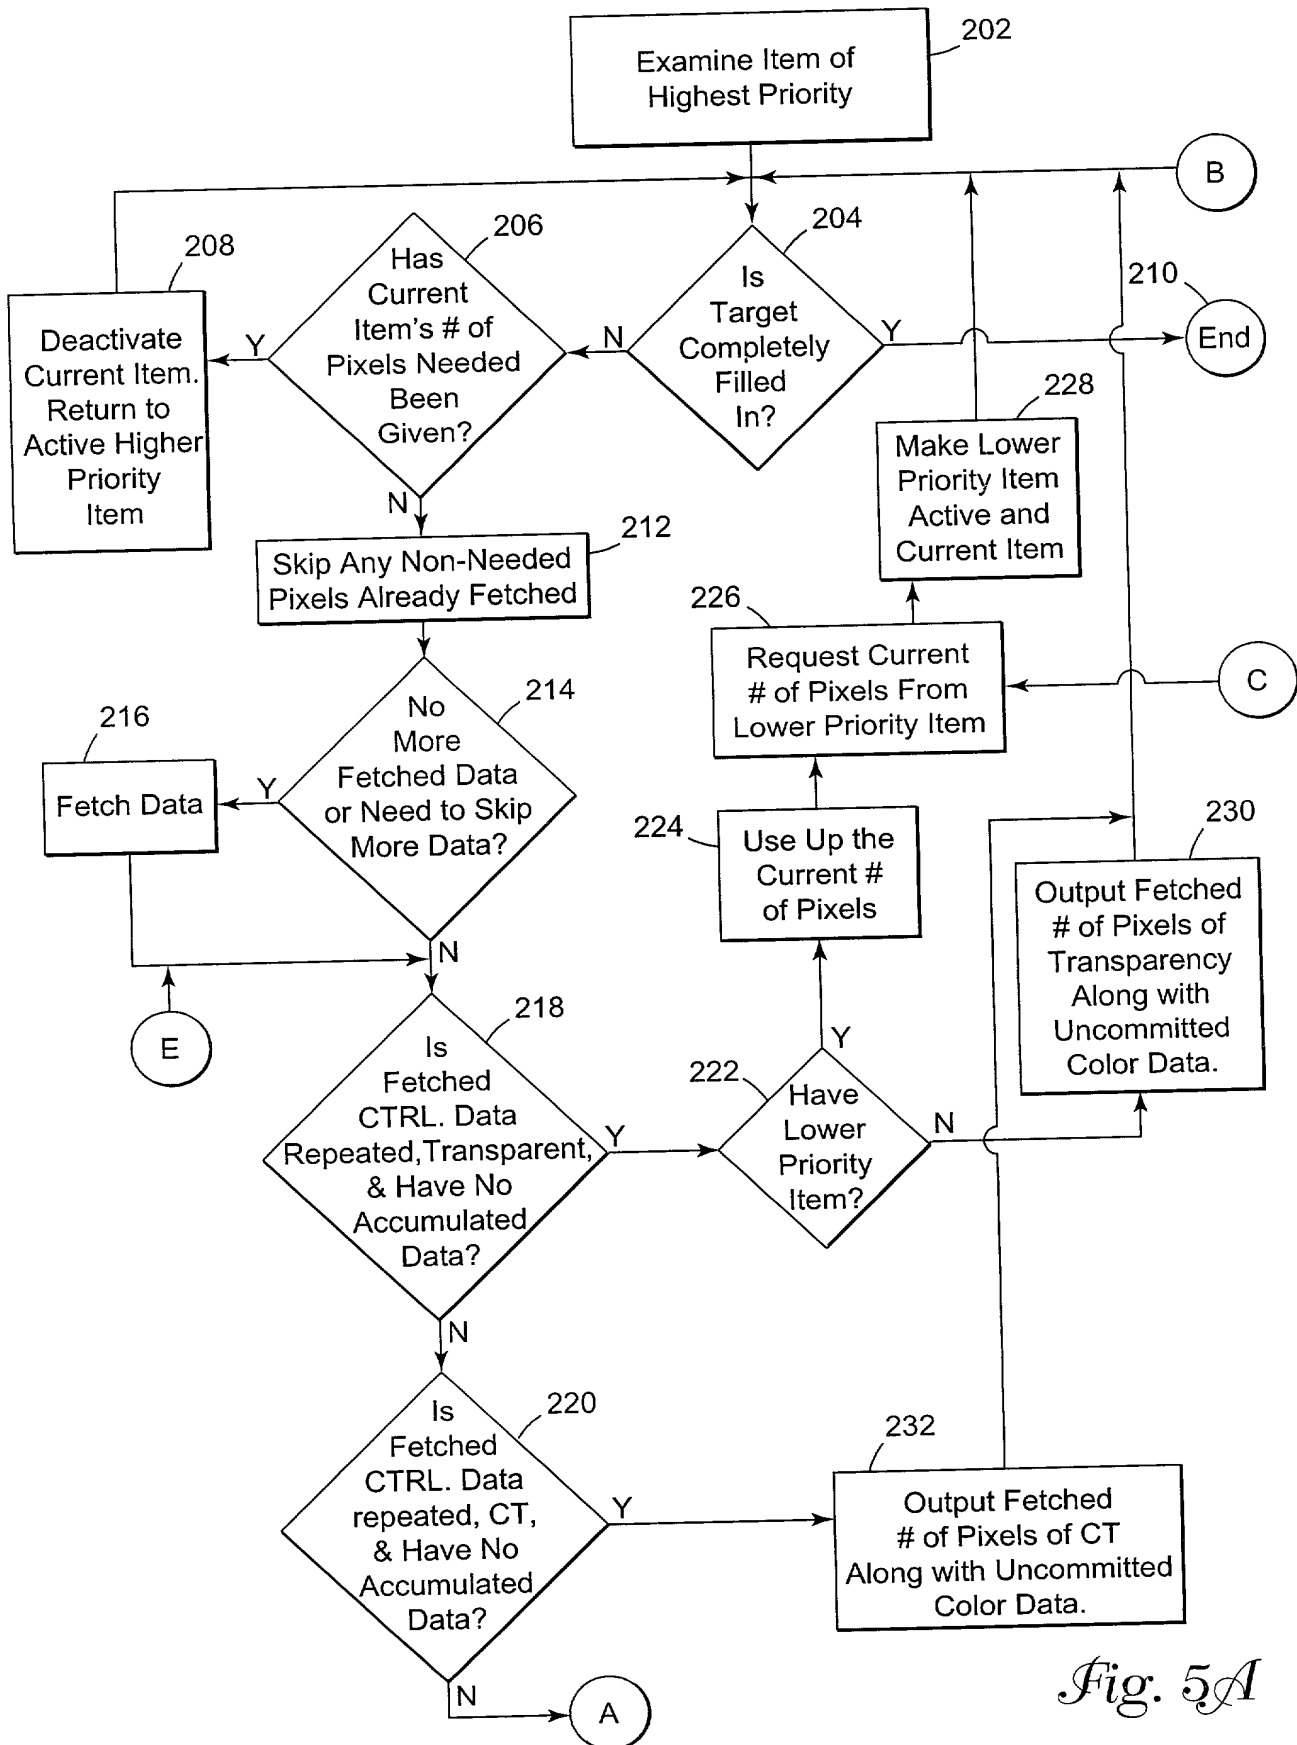 Examine Item of
Highest Priority
202
B
206
Has
Current
Item's # of
Pixels Needed
Been
Given?
204
Is
Target
Completely
Filled
In?
208
Deactivate
Current Item.
Return to
Active Higher
Priority
Item
Y
N
Y
210
End
N
228
Make Lower
Priority Item
Active and
Current Item
212
Skip Any Non-Needed
Pixels Already Fetched
226
Request Current
# of Pixels From
Lower Priority Item
C
214
No
More
Fetched Data
or Need to Skip
More Data?
216
Fetch Data
Y
N
224
Use Up the
Current #
of Pixels
230
Output Fetched
# of Pixels of
Transparency
Along with
Uncommitted
Color Data.
E
218
Is
Fetched
CTRL. Data
Repeated,Transparent,
& Have No
Accumulated
Data?
Y
N
222
Have
Lower
Priority
Item?
Y
N
220
Is
Fetched
CTRL. Data
repeated, CT,
& Have No
Accumulated
Data?
Y
N
232
Output Fetched
# of Pixels of CT
Along with Uncommitted
Color Data.
A
Fig. 5A